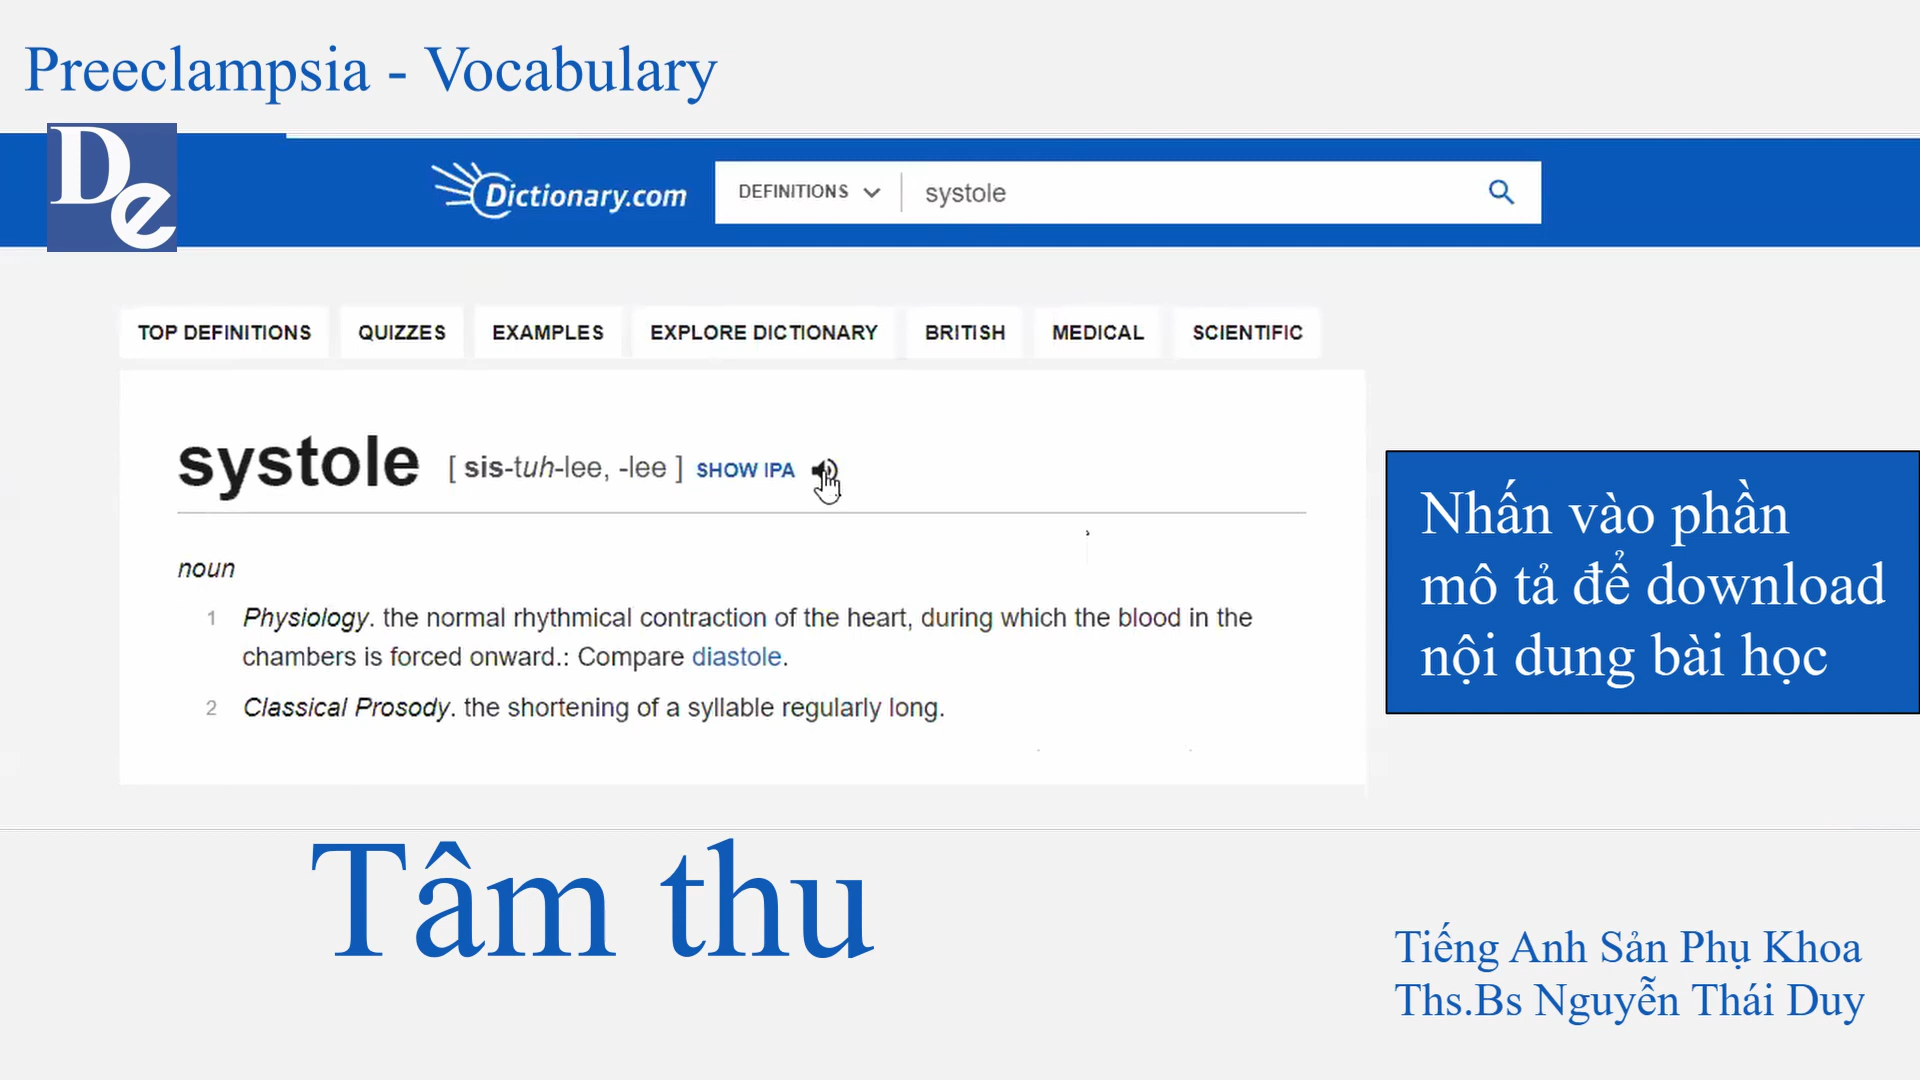 Preeclampsia - Vocabulary
De
Dictionary.com
DEFINITIONS
systole
TOP DEFINITIONS
QUIZZES
EXAMPLES
EXPLORE DICTIONARY
BRITISH
MEDICAL
SCIENTIFIC
systole [ sis-tuh-lee, -lee ] SHOW IPA
noun
1 Physiology. the normal rhythmical contraction of the heart, during which the blood in the
chambers is forced onward.: Compare diastole.
2 Classical Prosody. the shortening of a syllable regularly long.
Nhấn vào phần
mô tả để download
nội dung bài học
Tâm thu
Tiếng Anh Sản Phụ Khoa
Ths.Bs Nguyễn Thái Duy